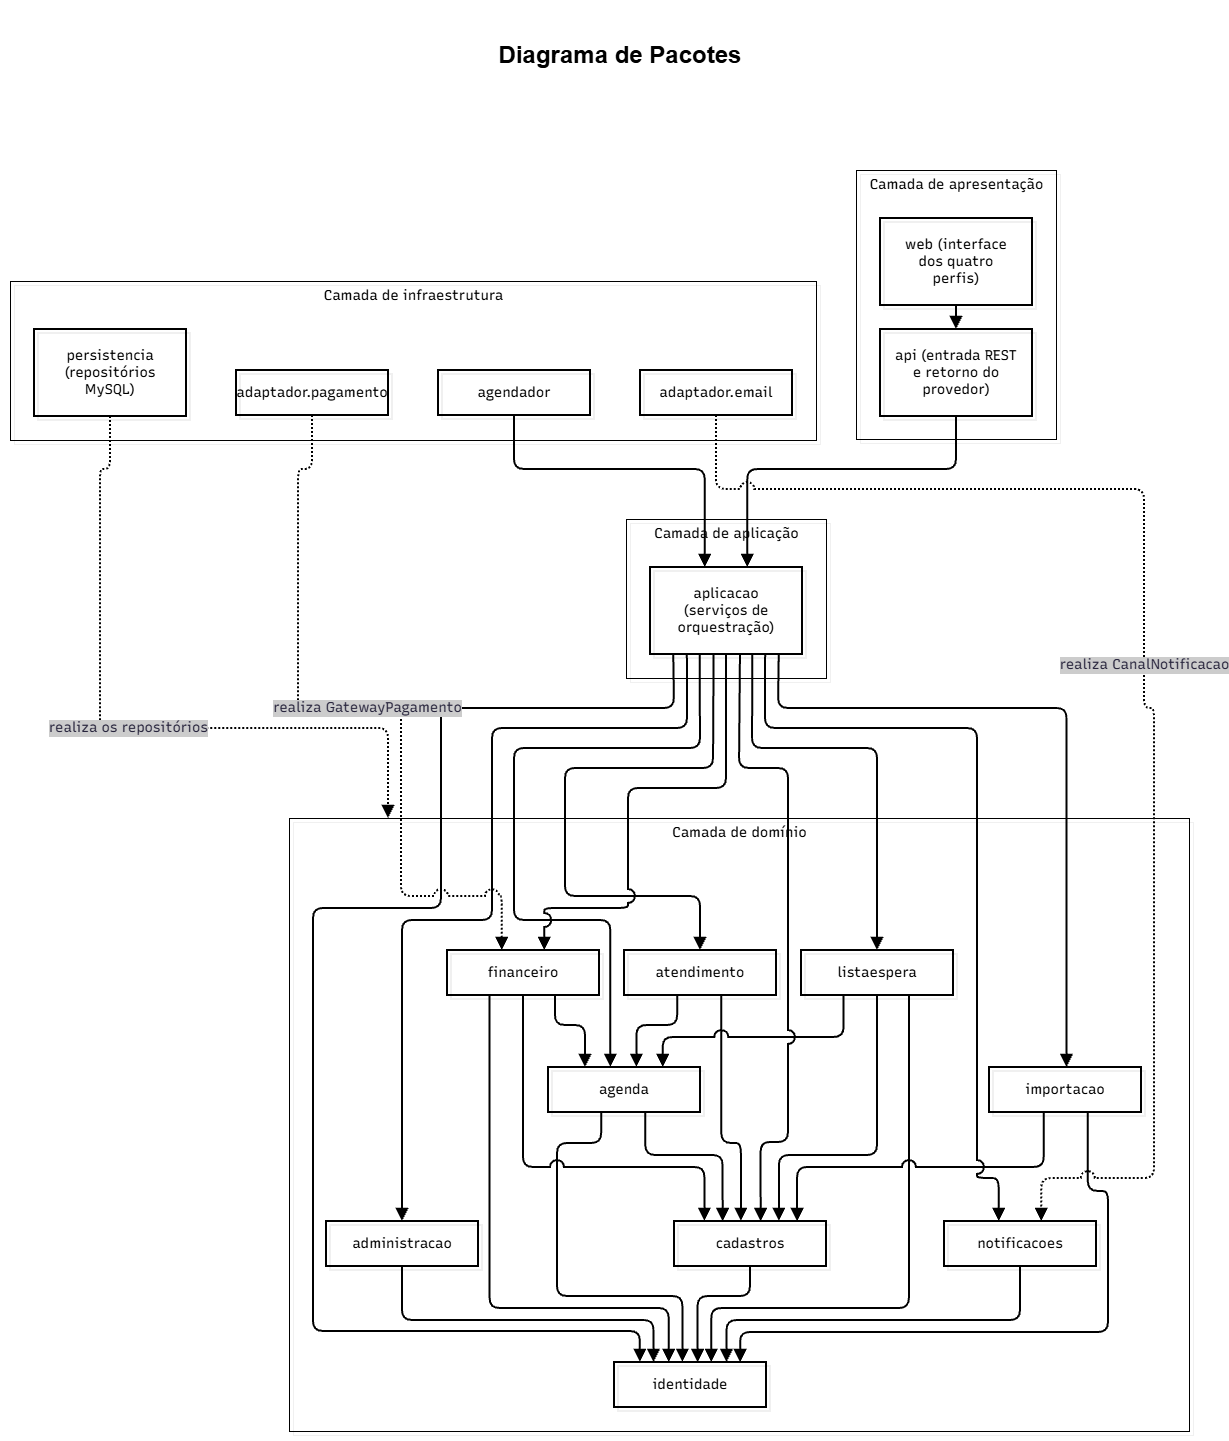 Diagrama de Pacotes
Camada de apresentação
web (interface
dos quatro
perfis)
api (entrada REST
e retorno do
provedor)
Camada de infraestrutura
persistencia
(repositórios
MySQL)
adaptador.pagamento
agendador
adaptador.email
Camada de aplicação
aplicacao
(serviços de
orquestração)
realiza CanalNotificacao
realiza GatewayPagamento
realiza os repositórios
Camada de domínio
financeiro
atendimento
listaespera
agenda
importacao
administracao
cadastros
notificacoes
identidade